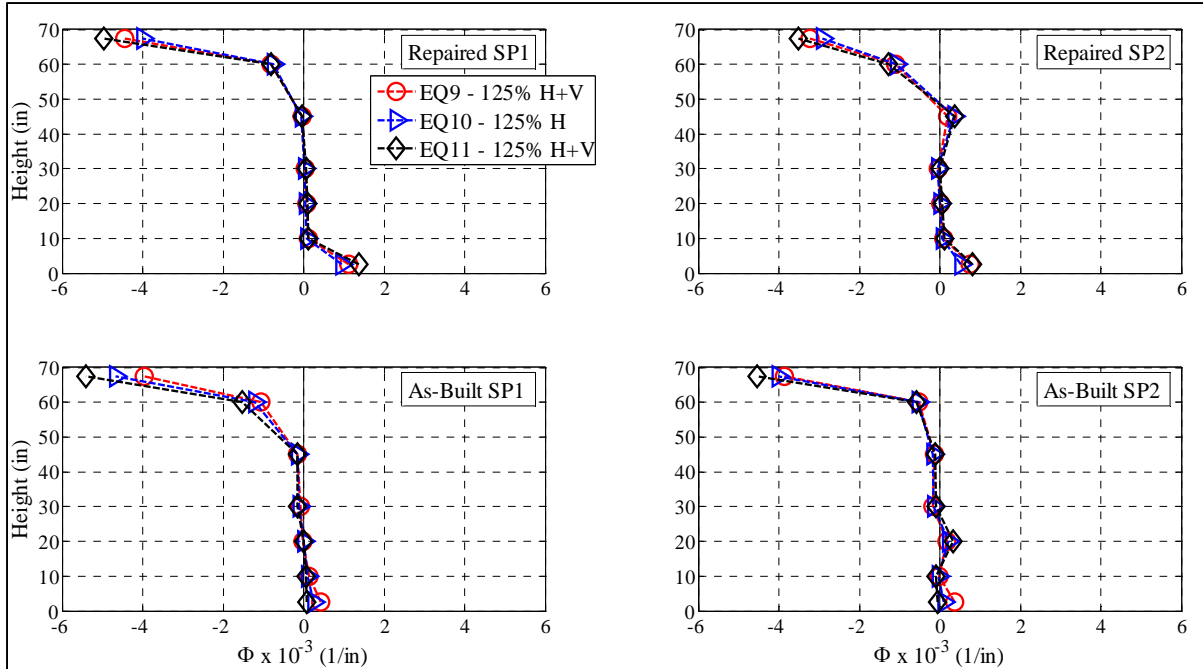 70
60
50
40
30
20
10
0
Height (in)
-6 -4 -2 0 2 4 6
Repaired SP1
EQ9 - 125% H+V
EQ10 - 125% H
EQ11 - 125% H+V
70
60
50
40
30
20
10
0
-6 -4 -2 0 2 4 6
Repaired SP2
70
60
50
40
30
20
10
0
Height (in)
-6 -4 -2 0 2 4 6
Φ x 10⁻³ (1/in)
As-Built SP1
70
60
50
40
30
20
10
0
-6 -4 -2 0 2 4 6
Φ x 10⁻³ (1/in)
As-Built SP2